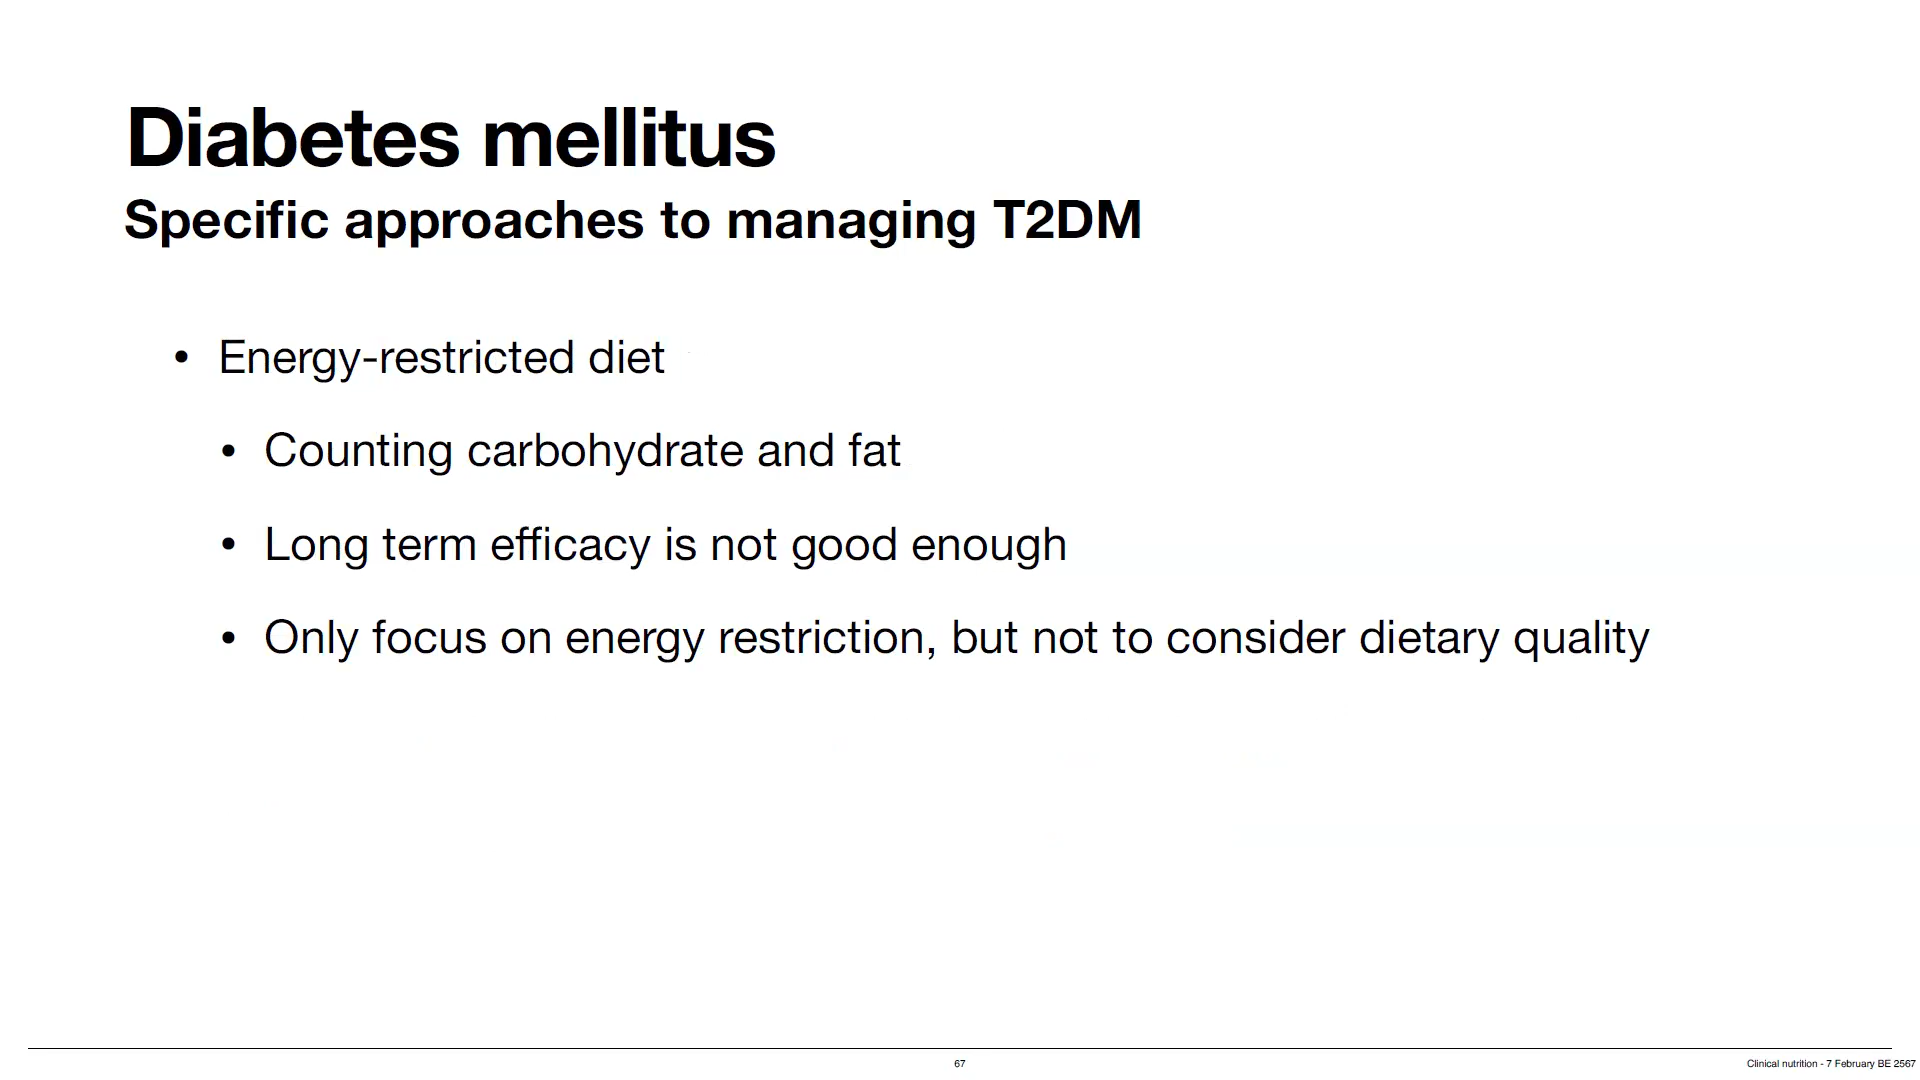 Diabetes mellitus
Specific approaches to managing T2DM
• Energy-restricted diet
• Counting carbohydrate and fat
• Long term efficacy is not good enough
• Only focus on energy restriction, but not to consider dietary quality
67
Clinical nutrition - 7 February BE 2567